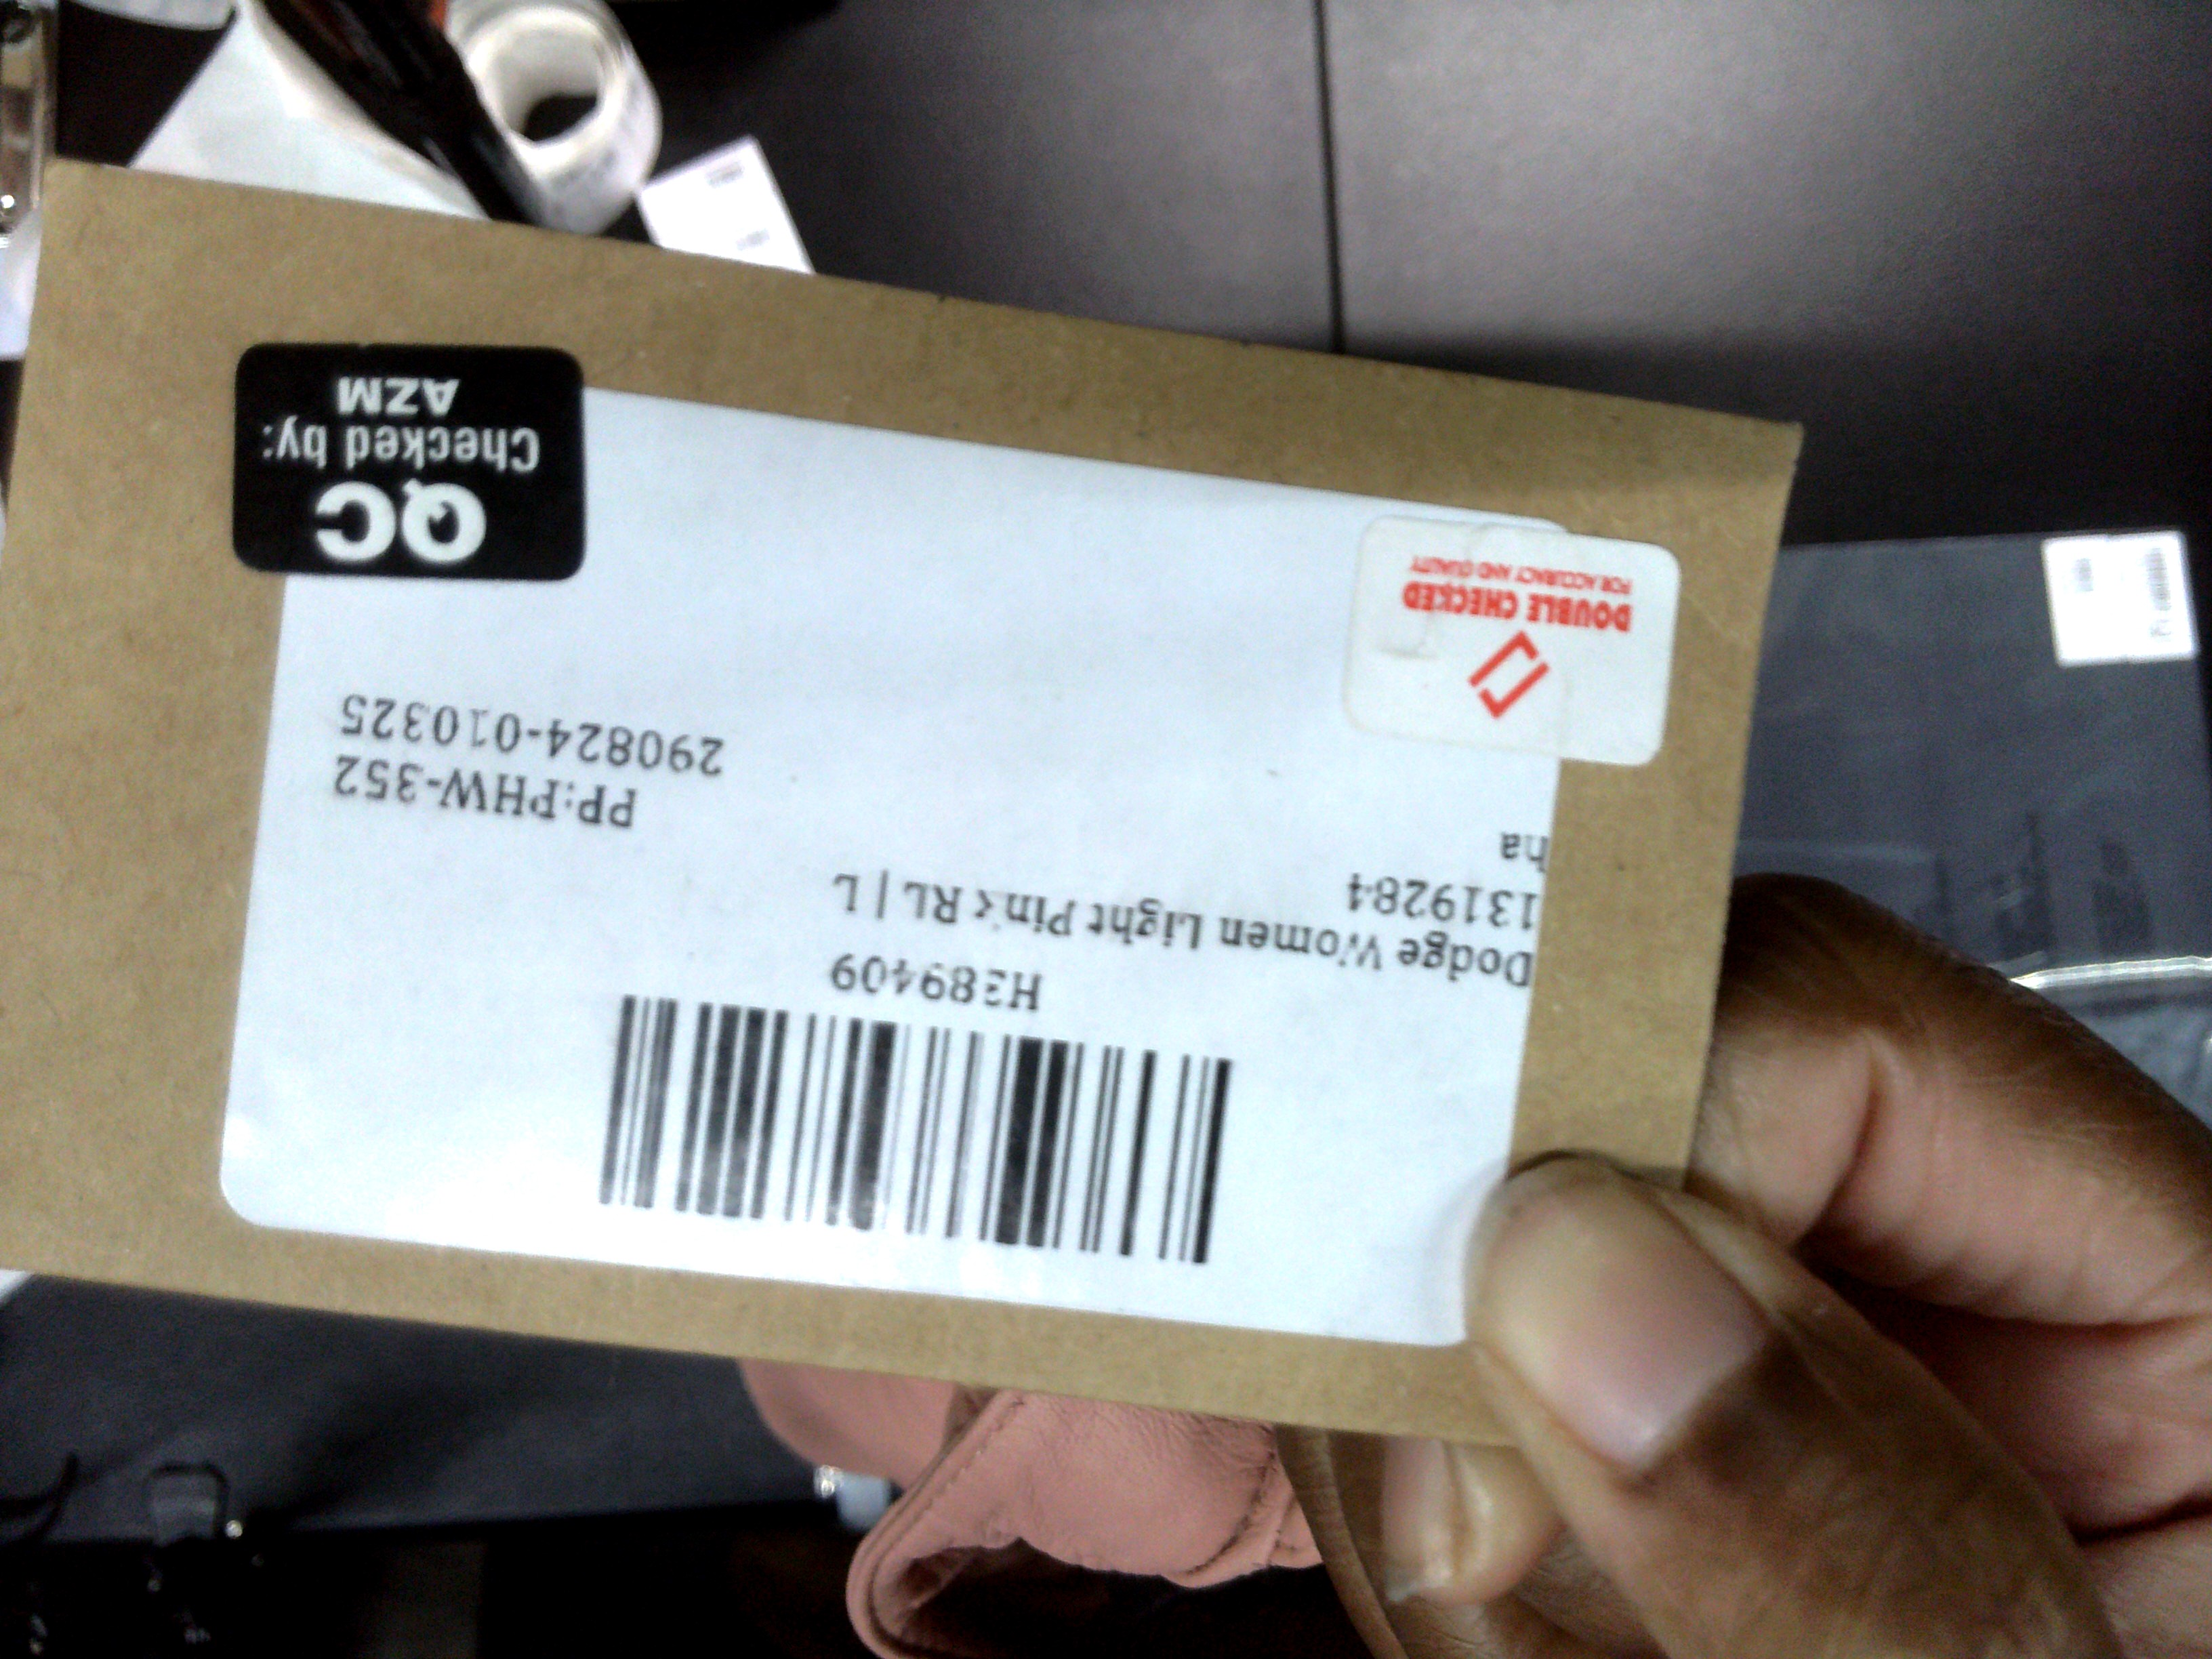 H389409
Dodge Women Light Pink RL | L
1319284
ha
PP:PHW-352
290824-010325
DOUBLE CHECKED
FOR ACCURACY AND QUALITY
QC
Checked by:
AZM